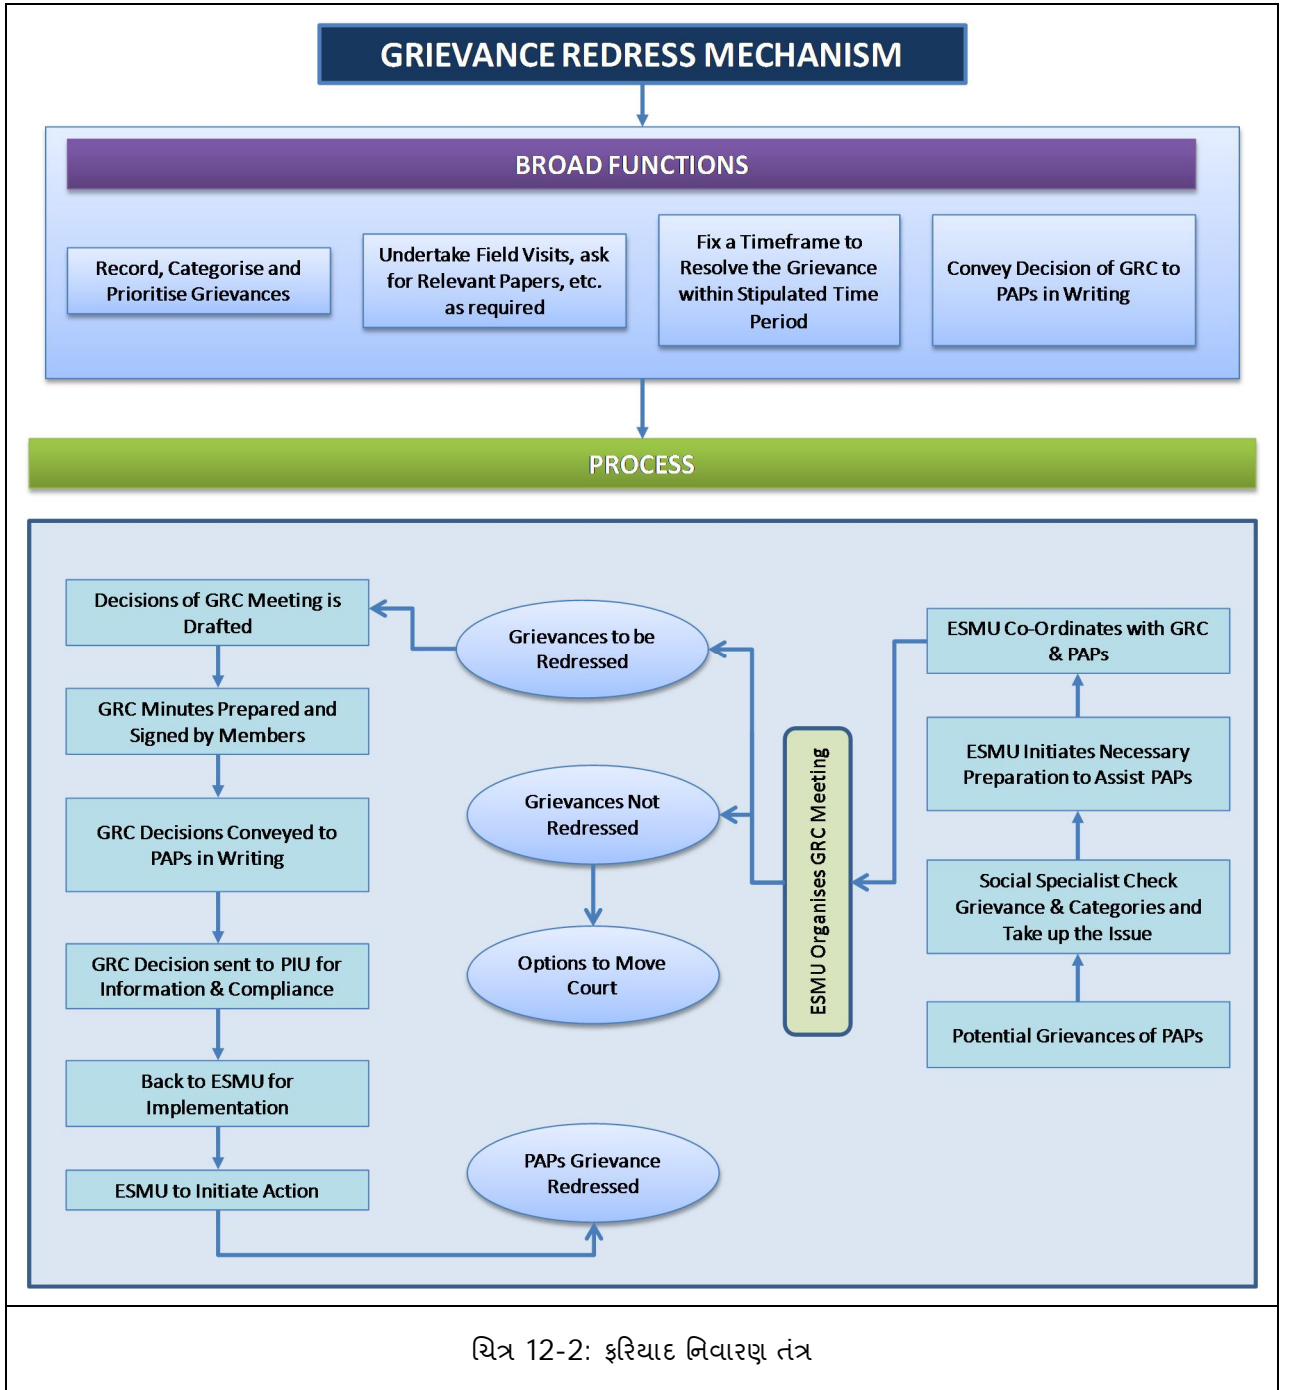 GRIEVANCE REDRESS MECHANISM
BROAD FUNCTIONS
Record, Categorise and
Prioritise Grievances
Undertake Field Visits, ask
for Relevant Papers, etc.
as required
Fix a Timeframe to
Resolve the Grievance
within Stipulated Time
Period
Convey Decision of GRC to
PAPs in Writing
PROCESS
Decisions of GRC Meeting is
Drafted
GRC Minutes Prepared and
Signed by Members
GRC Decisions Conveyed to
PAPs in Writing
GRC Decision sent to PIU for
Information & Compliance
Back to ESMU for
Implementation
ESMU to Initiate Action
Grievances to be
Redressed
Grievances Not
Redressed
Options to Move
Court
PAPs Grievance
Redressed
ESMU Organises GRC Meeting
ESMU Co-Ordinates with GRC
& PAPs
ESMU Initiates Necessary
Preparation to Assist PAPs
Social Specialist Check
Grievance & Categories and
Take up the Issue
Potential Grievances of PAPs
ચિત્ર 12-2: ફરિયાદ નિવારણ તંત્ર